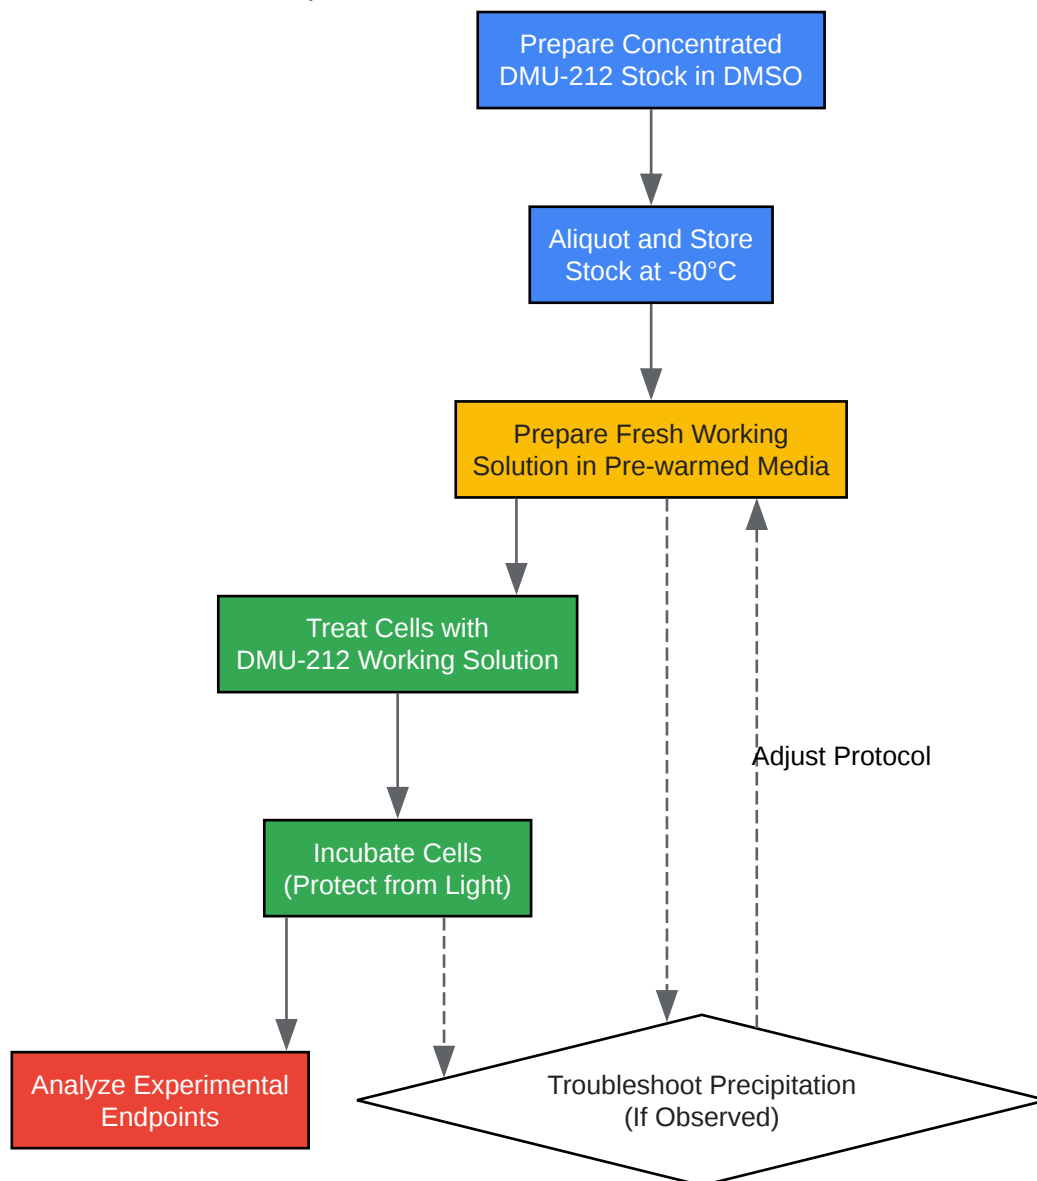 Prepare Concentrated
DMU-212 Stock in DMSO
Aliquot and Store
Stock at -80°C
Prepare Fresh Working
Solution in Pre-warmed Media
Treat Cells with
DMU-212 Working Solution
Adjust Protocol
Incubate Cells
(Protect from Light)
Analyze Experimental
Endpoints
Troubleshoot Precipitation
(If Observed)